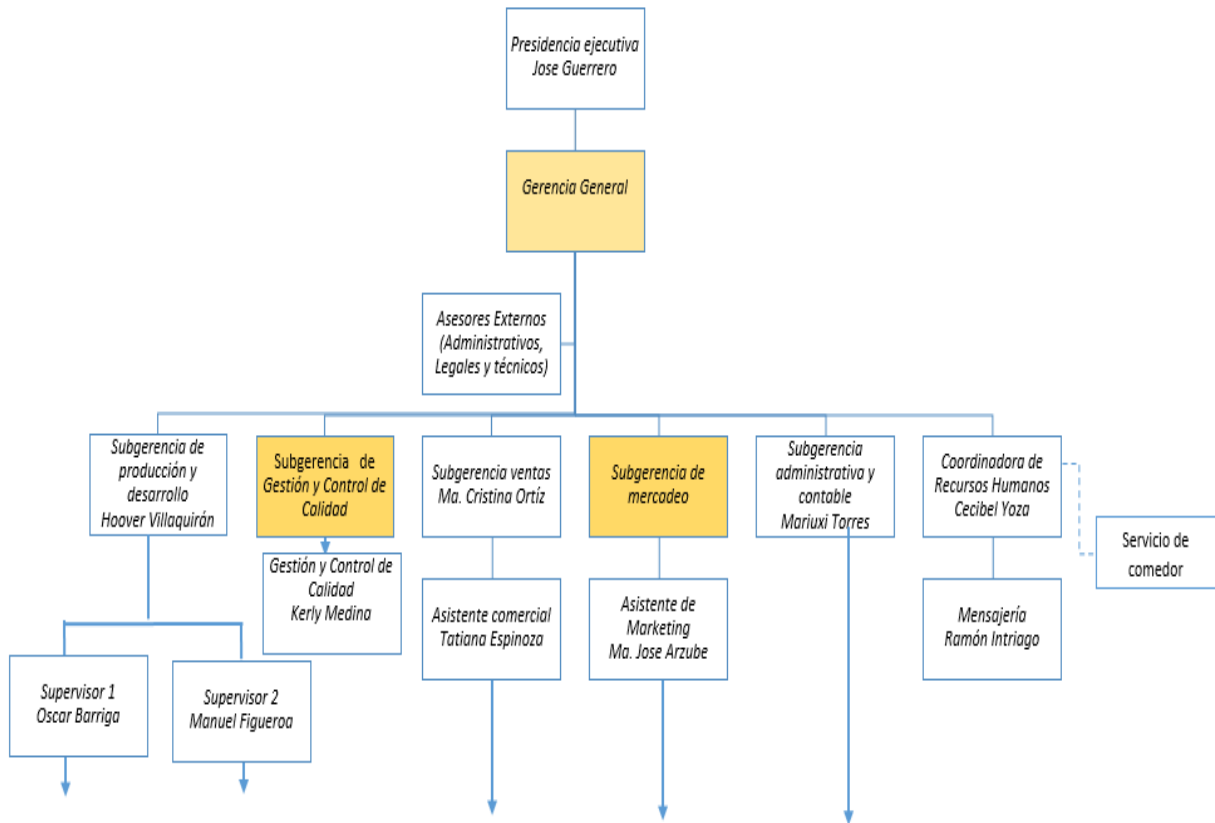 Presidencia ejecutiva
Jose Guerrero
Gerencia General
Asesores Externos
(Administrativos,
Legales y técnicos)
Subgerencia de
producción y
desarrollo
Hoover Villaquirán
Subgerencia de
Gestión y Control de
Calidad
Subgerencia ventas
Ma. Cristina Ortíz
Subgerencia de
mercadeo
Subgerencia
administrativa y
contable
Mariuxi Torres
Coordinadora de
Recursos Humanos
Cecibel Yoza
Servicio de
comedor
Gestión y Control de
Calidad
Kerly Medina
Asistente comercial
Tatiana Espinoza
Asistente de
Marketing
Ma. Jose Arzube
Mensajería
Ramón Intriago
Supervisor 1
Oscar Barriga
Supervisor 2
Manuel Figueroa